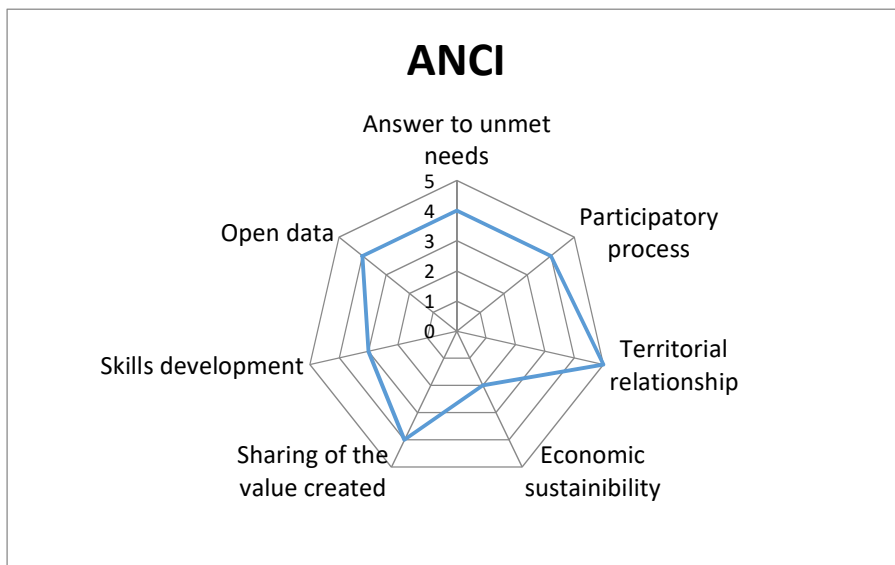 ANCI
Answer to unmet
needs
5
4
3
2
1
0
Participatory
process
Territorial
relationship
Economic
sustainibility
Sharing of the
value created
Skills development
Open data